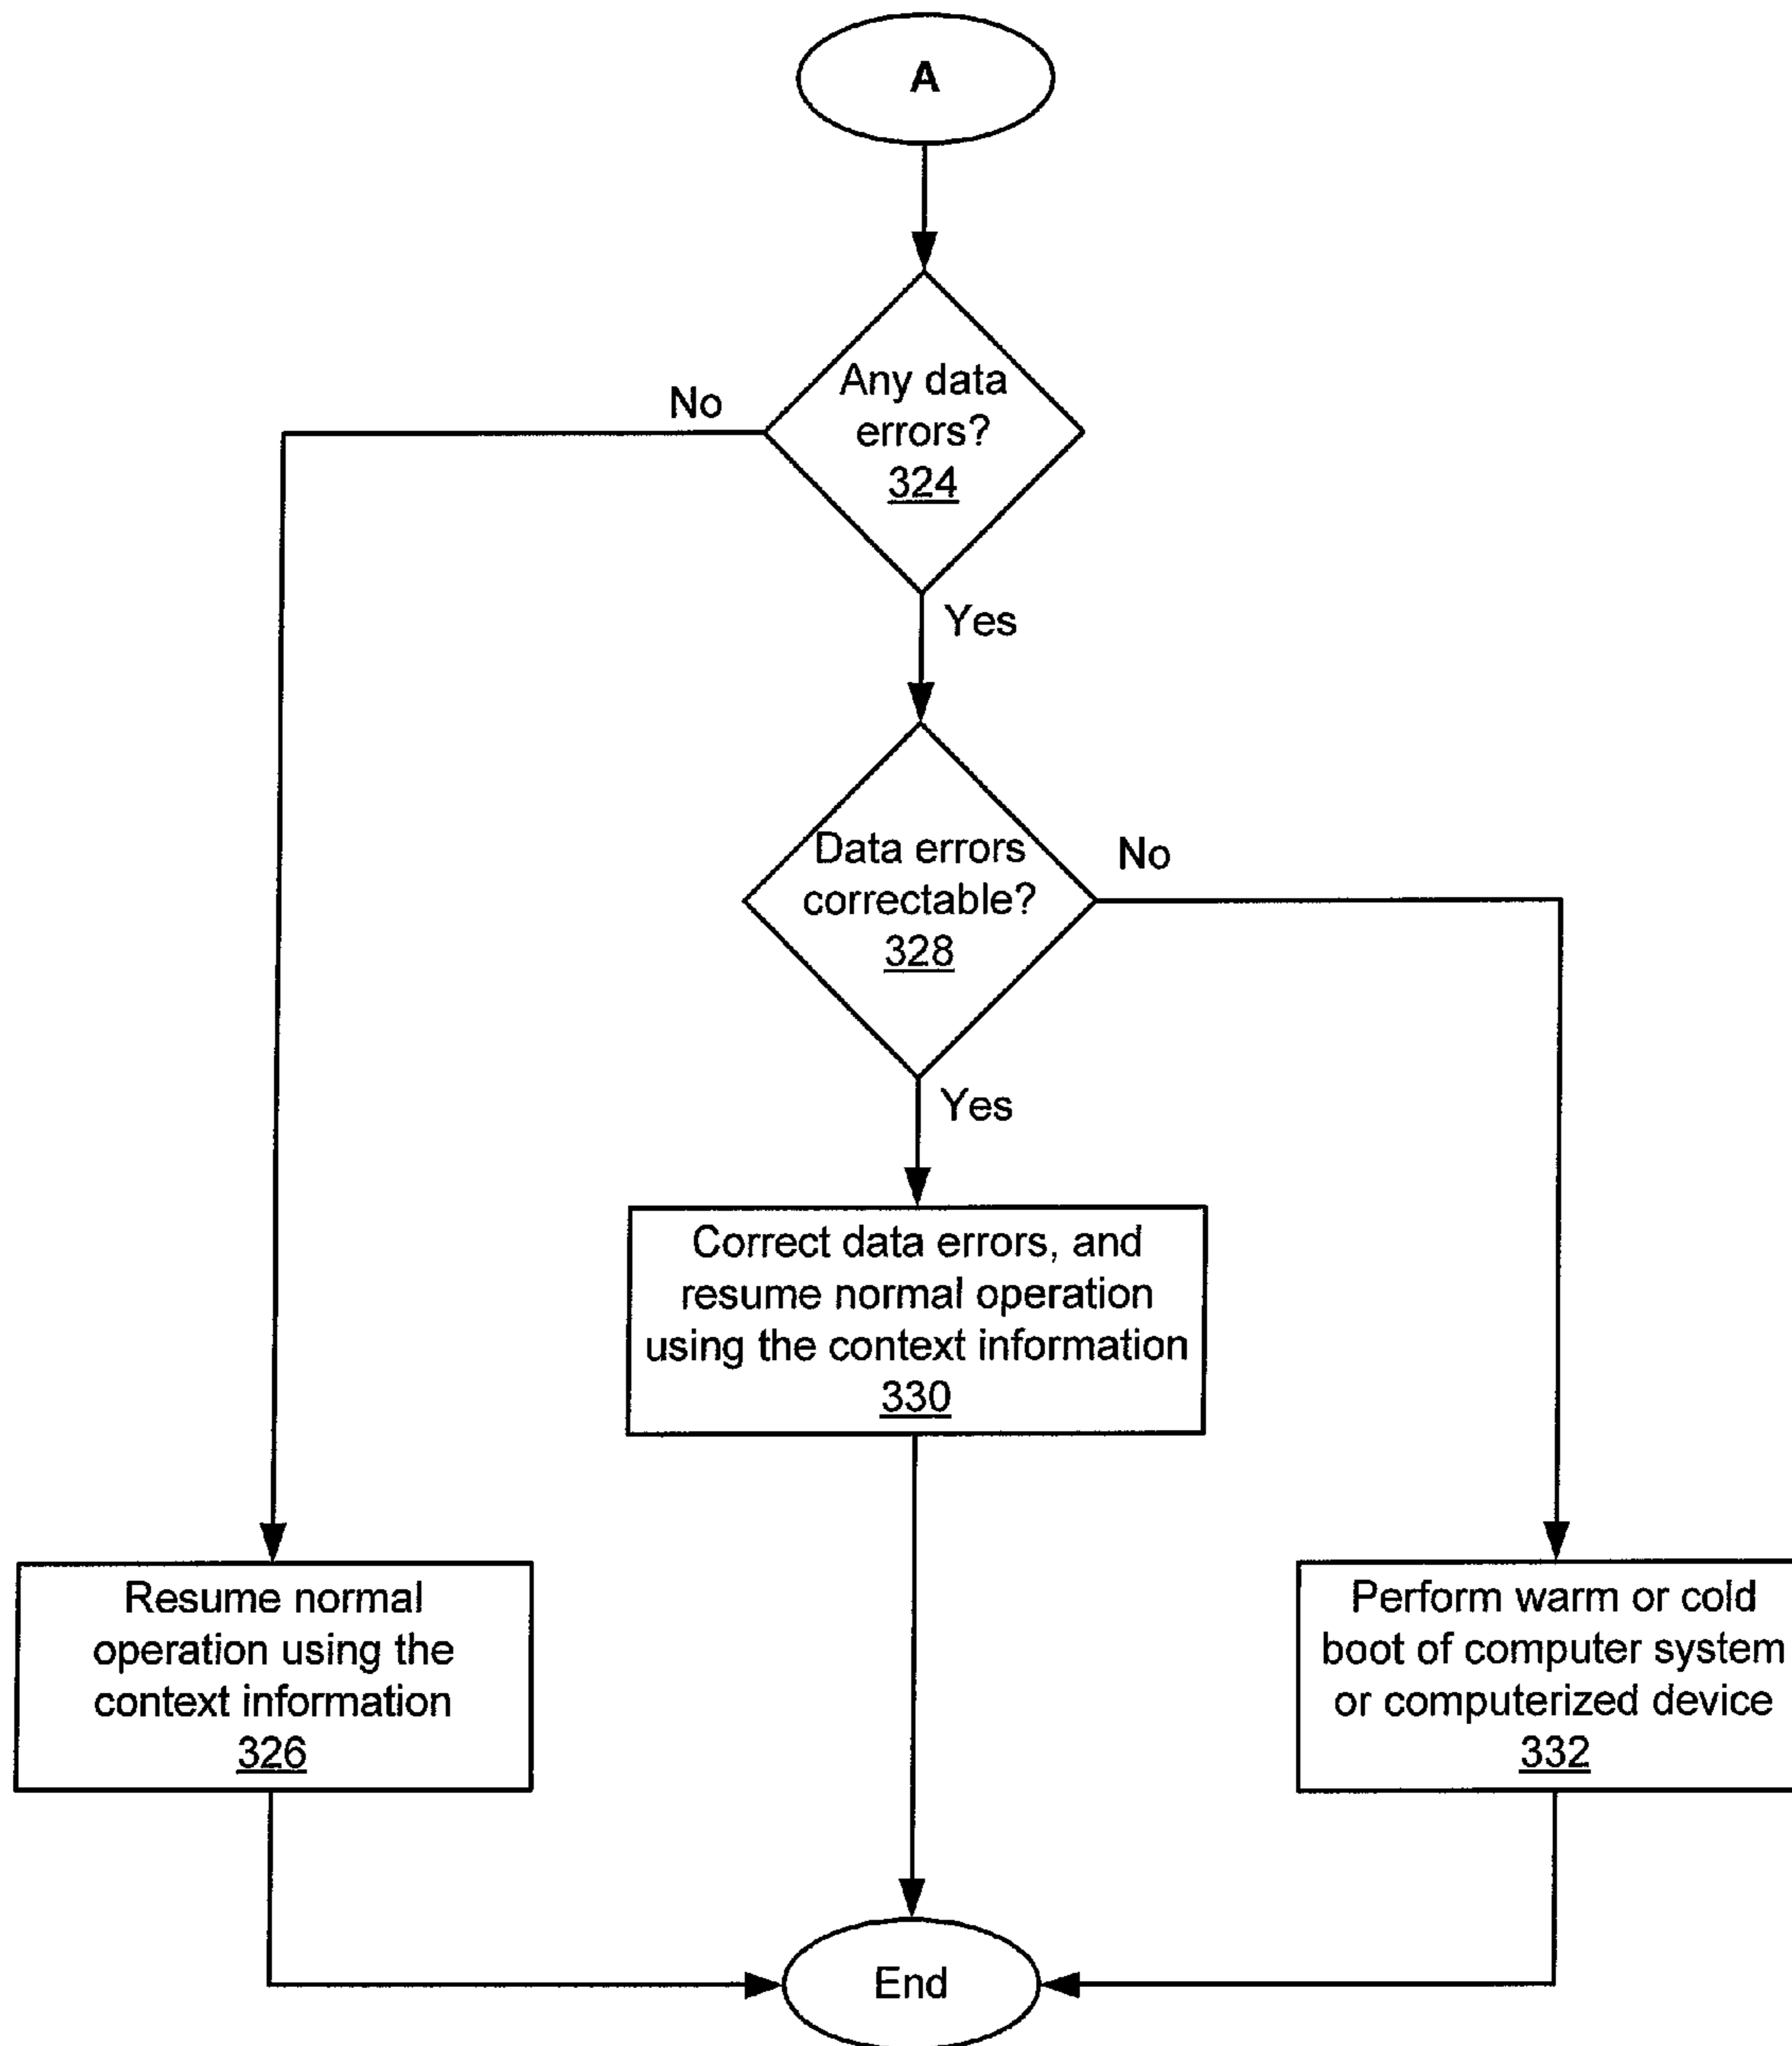 A
Any data
errors?
324
No
Yes
Data errors
correctable?
328
No
Yes
Correct data errors, and
resume normal operation
using the context information
330
Resume normal
operation using the
context information
326
Perform warm or cold
boot of computer system
or computerized device
332
End